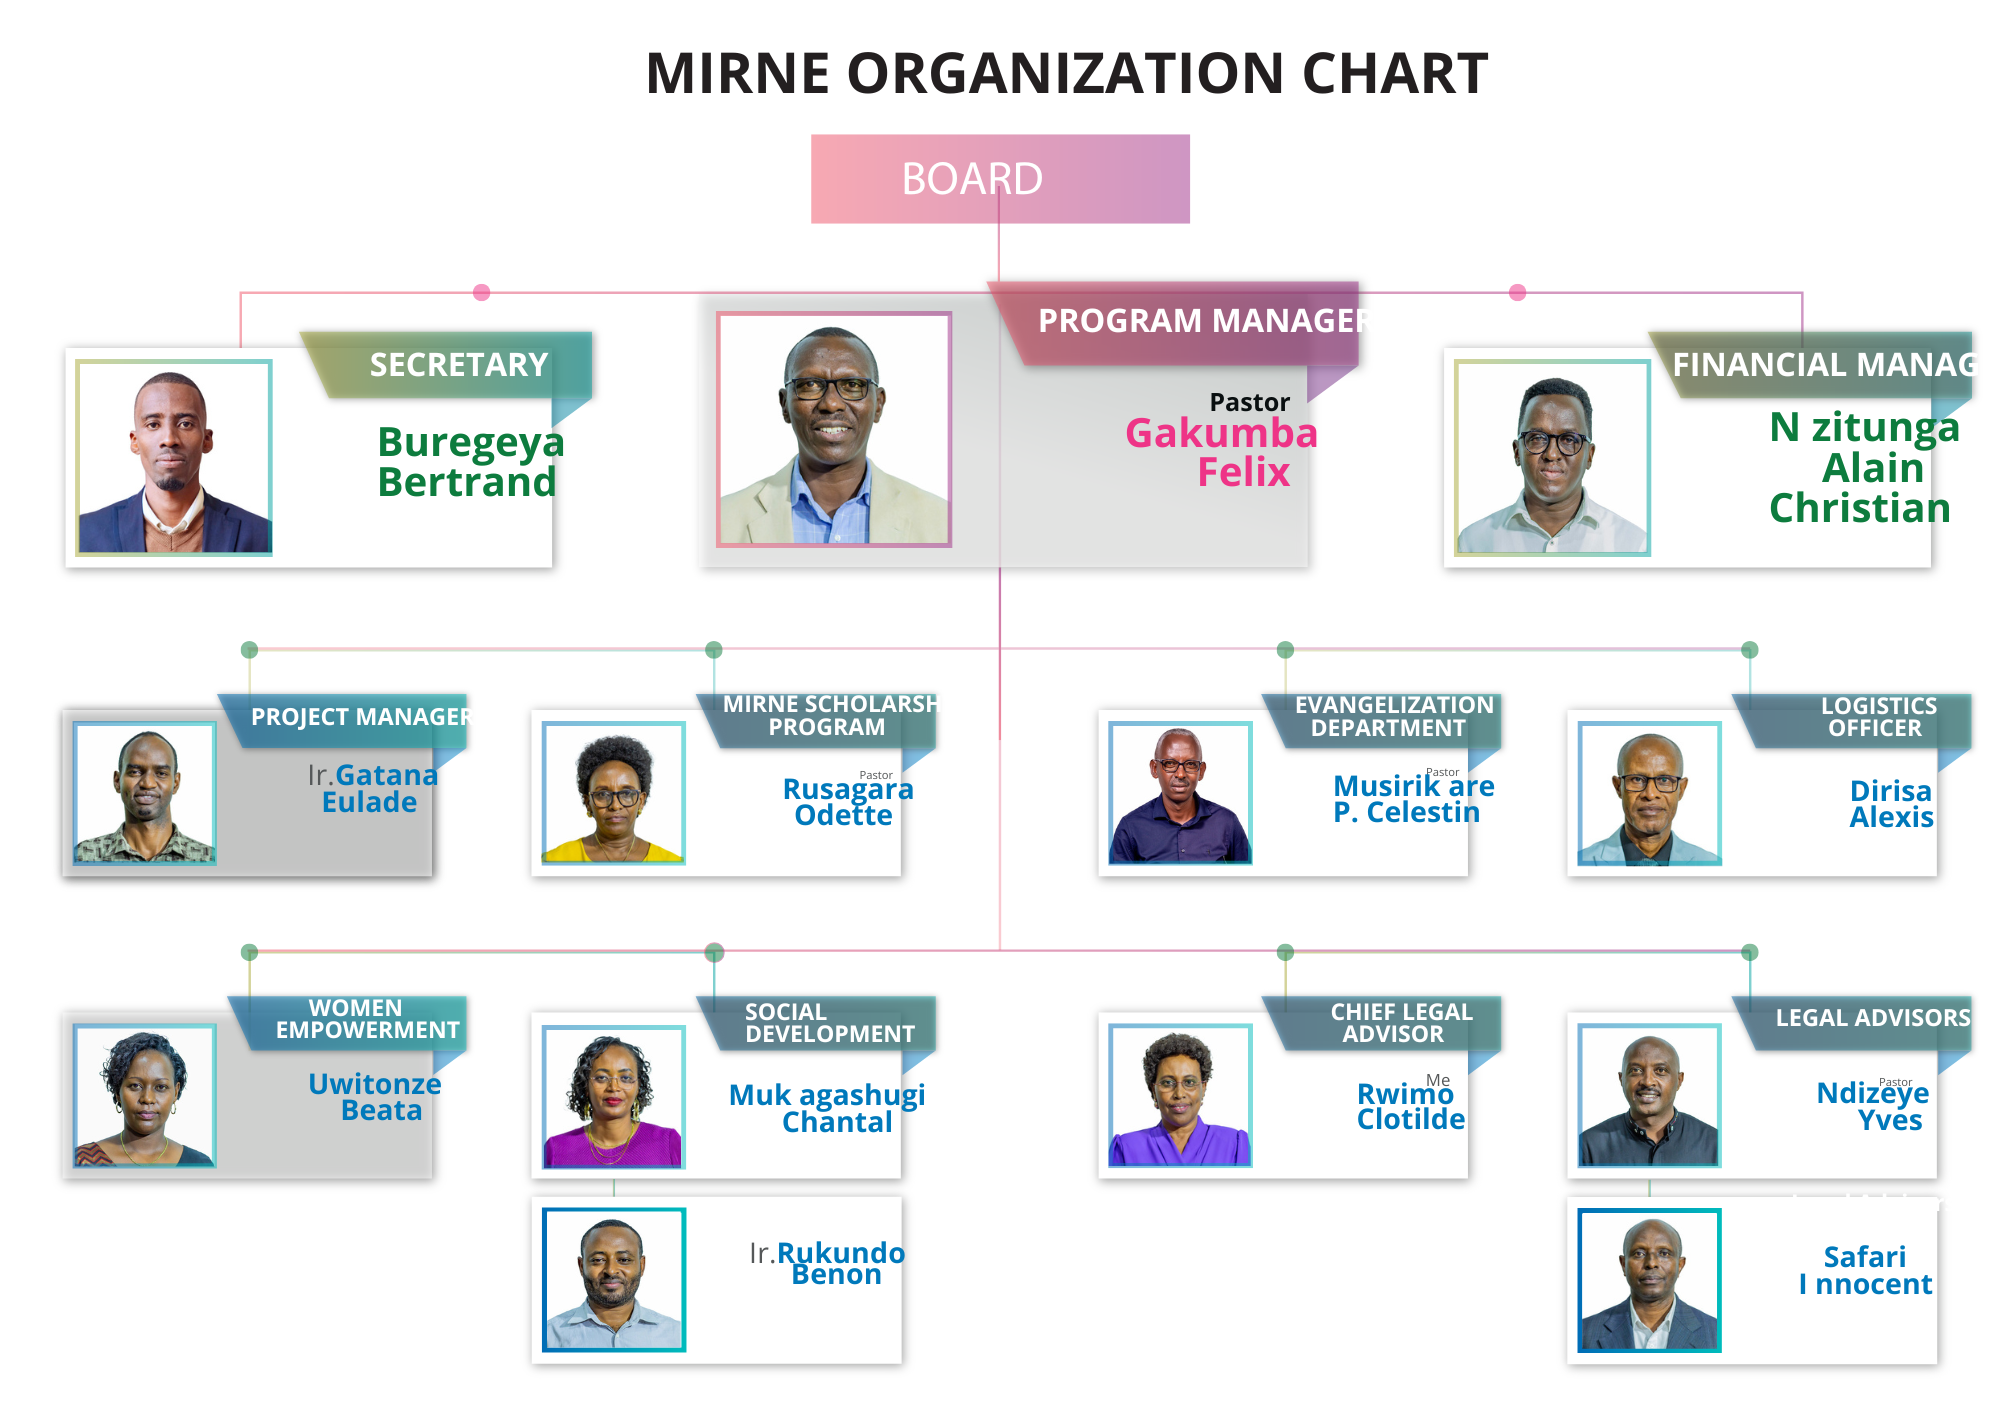 MIRNE ORGANIZATION CHART
BOARD
PROGRAM MANAGER
Pastor
Gakumba
Felix
SECRETARY
Buregeya
Bertrand
FINANCIAL MANAG
N zitunga
Alain
Christian
PROJECT MANAGER
Ir.Gatana
Eulade
MIRNE SCHOLARSH
PROGRAM
Pastor
Rusagara
Odette
EVANGELIZATION
DEPARTMENT
Pastor
Musirik are
P. Celestin
LOGISTICS
OFFICER
Dirisa
Alexis
WOMEN
EMPOWERMENT
Uwitonze
Beata
SOCIAL
DEVELOPMENT
Muk agashugi
Chantal
CHIEF LEGAL
ADVISOR
Me
Rwimo
Clotilde
LEGAL ADVISORS
Pastor
Ndizeye
Yves
Ir.Rukundo
Benon
Safari
I nnocent